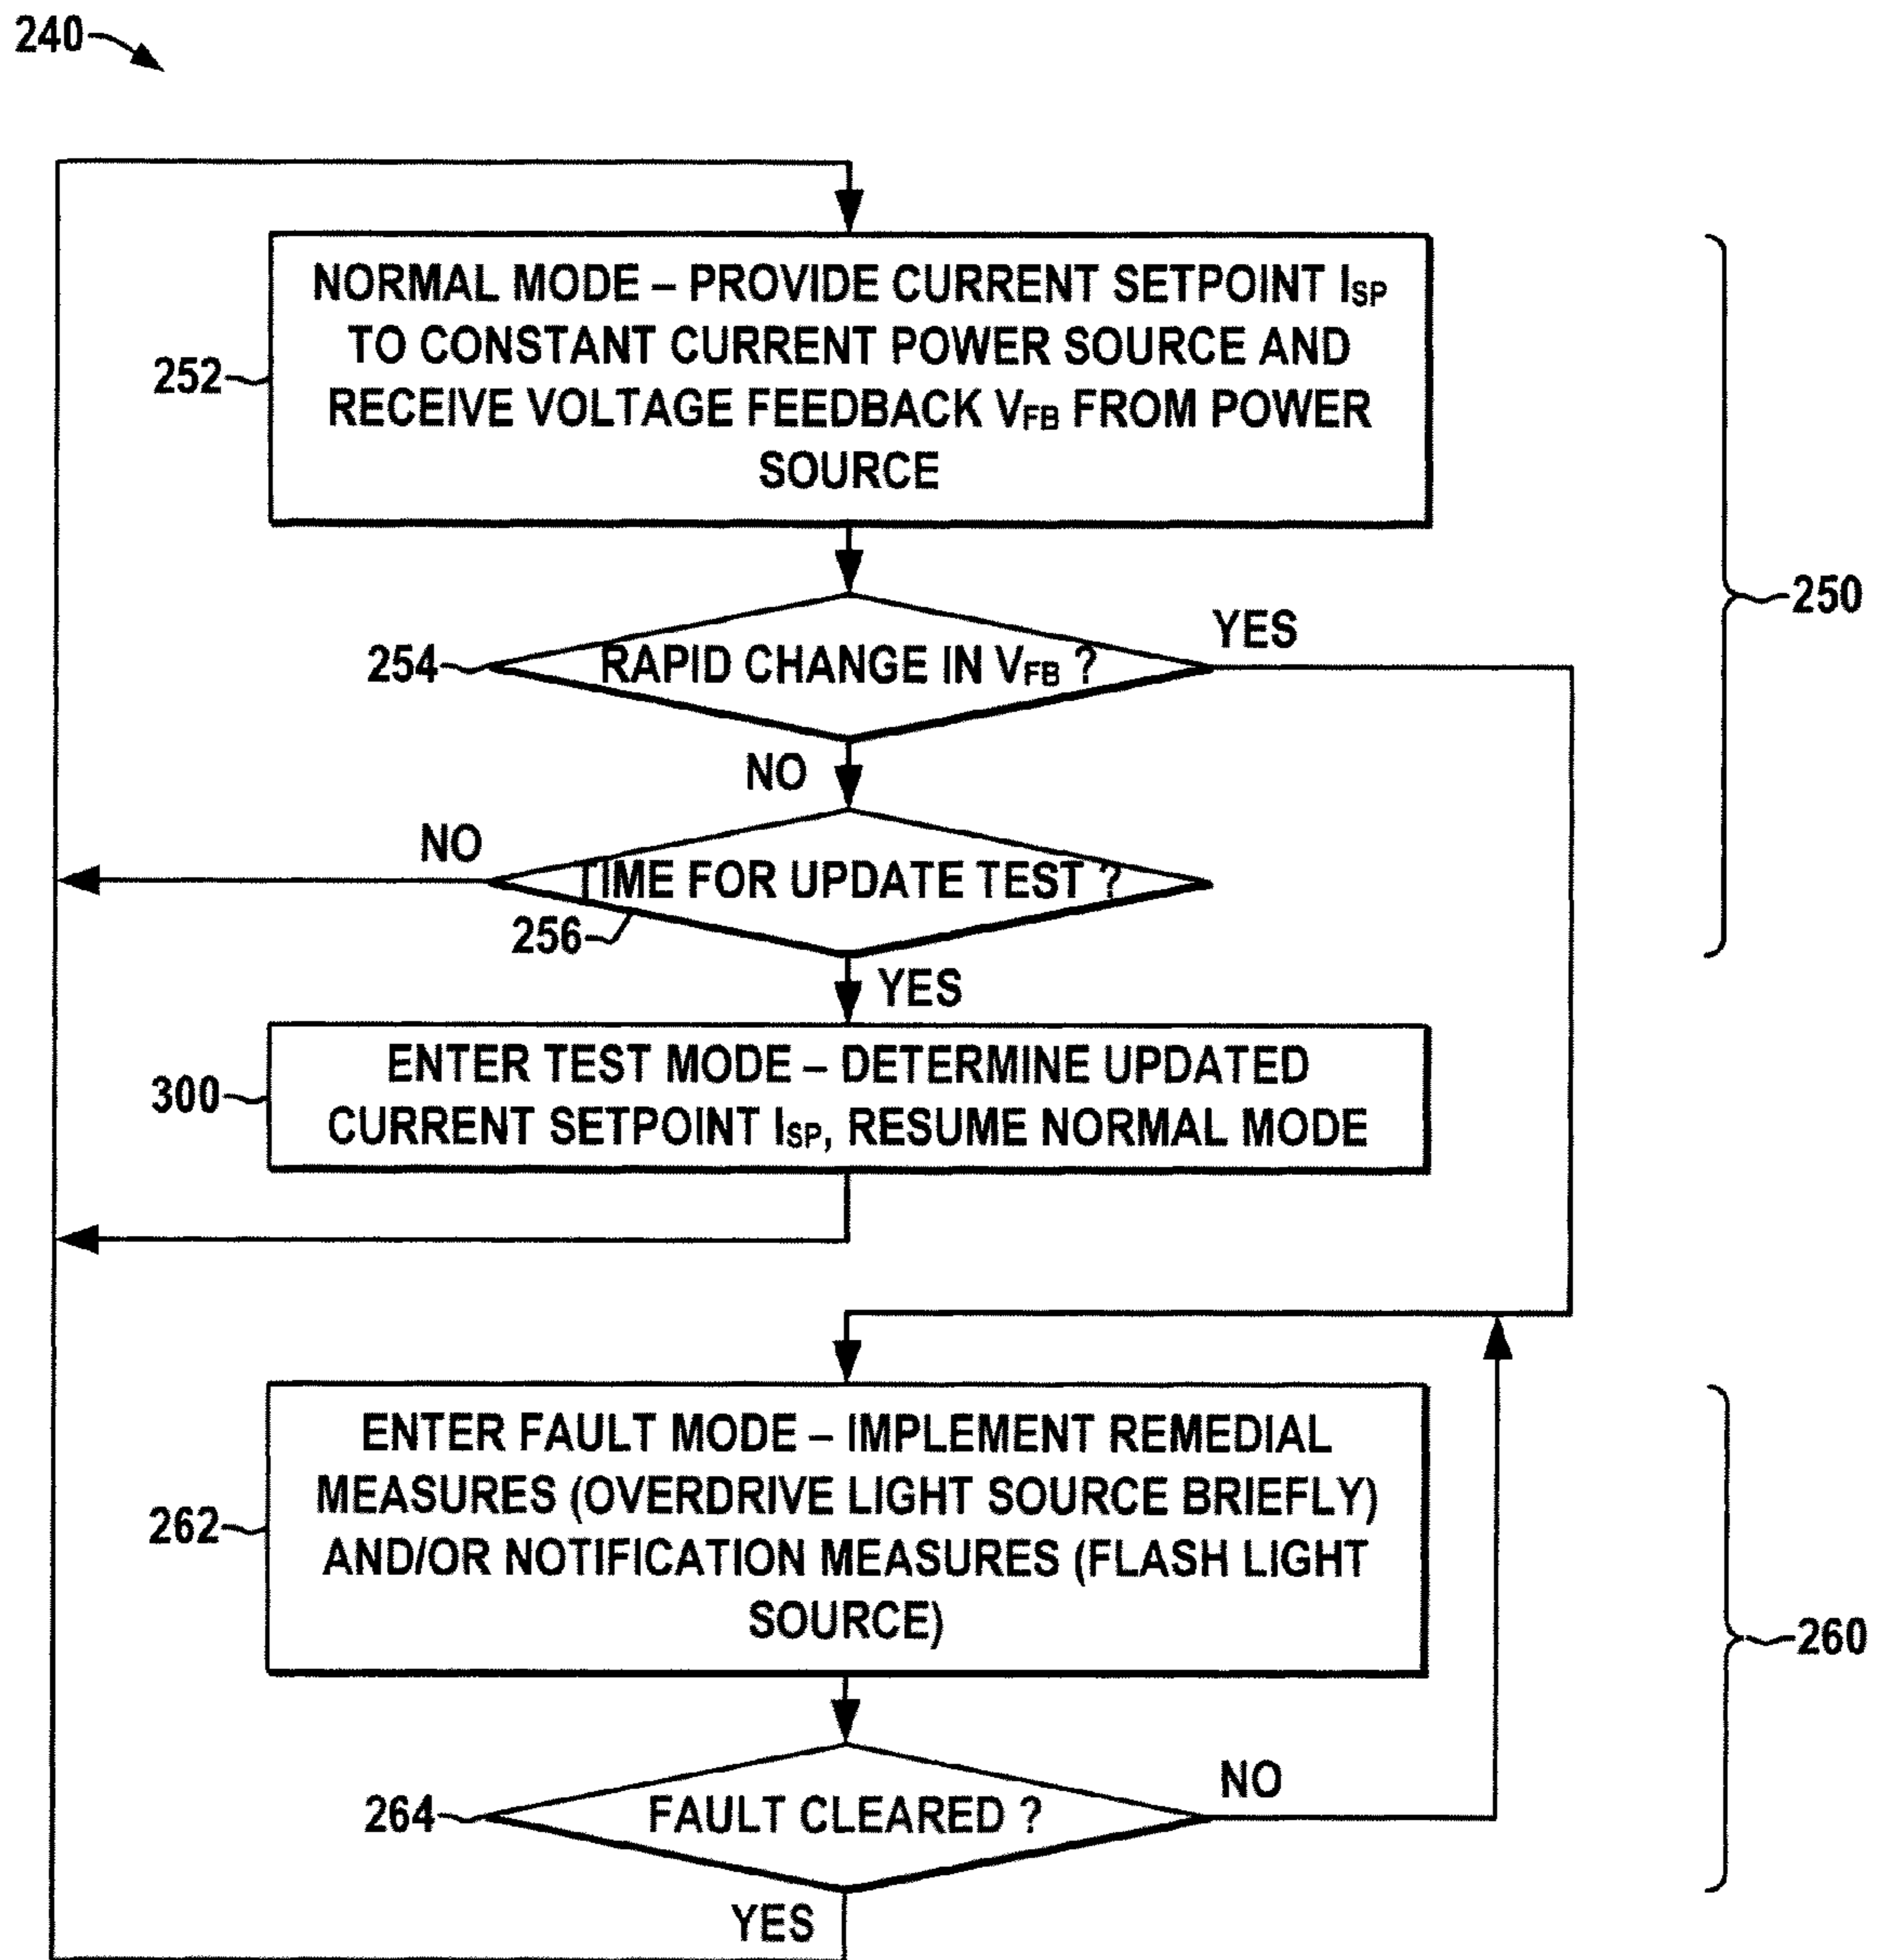 240
NORMAL MODE – PROVIDE CURRENT SETPOINT ISP
TO CONSTANT CURRENT POWER SOURCE AND
RECEIVE VOLTAGE FEEDBACK VFB FROM POWER
SOURCE
252
250
RAPID CHANGE IN VFB ?
254
YES
NO
TIME FOR UPDATE TEST ?
NO
256
YES
ENTER TEST MODE – DETERMINE UPDATED
CURRENT SETPOINT ISP, RESUME NORMAL MODE
300
ENTER FAULT MODE – IMPLEMENT REMEDIAL
MEASURES (OVERDRIVE LIGHT SOURCE BRIEFLY)
AND/OR NOTIFICATION MEASURES (FLASH LIGHT
SOURCE)
262
260
FAULT CLEARED ?
264
NO
YES